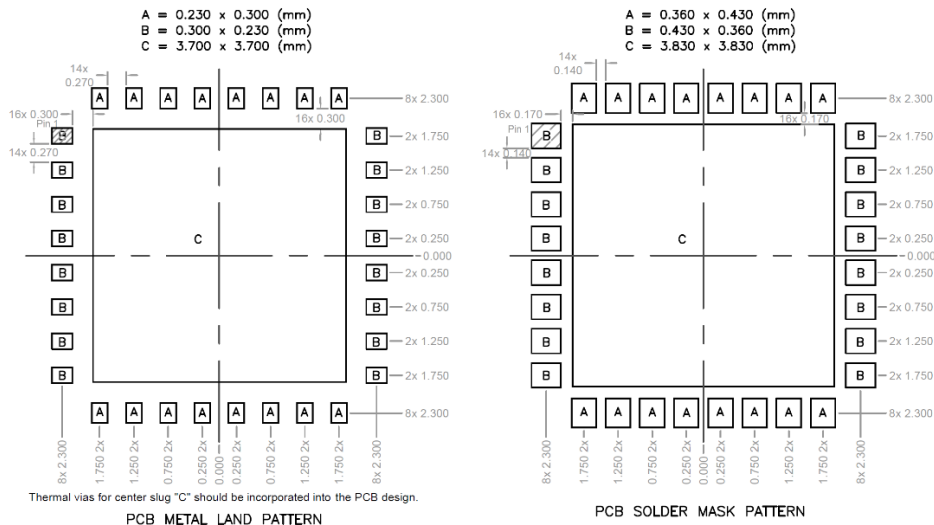 A = 0.230 x 0.300 (mm)
B = 0.300 x 0.230 (mm)
C = 3.700 x 3.700 (mm)
14x
0.270
A A A A A A A A
8x 2.300
16x 0.300
Pin 1
16x 0.300
B B 2x 1.750
14x 0.270
B B 2x 1.250
B B 2x 0.750
B C B 2x 0.250
0.000
B B 2x 0.250
B B 2x 0.750
B B 2x 1.250
B B 2x 1.750
A A A A A A A A
8x 2.300
8x 2.300
1.750 2x
1.250 2x
0.750 2x
0.250 2x
0.000
0.250 2x
0.750 2x
1.250 2x
1.750 2x
8x 2.300
Thermal vias for center slug "C" should be incorporated into the PCB design.
PCB METAL LAND PATTERN
A = 0.360 x 0.430 (mm)
B = 0.430 x 0.360 (mm)
C = 3.830 x 3.830 (mm)
14x
0.140
A A A A A A A A
8x 2.300
16x 0.170
Pin 1
16x 0.170
B B 2x 1.750
14x 0.140
B B 2x 1.250
B B 2x 0.750
B C B 2x 0.250
0.000
B B 2x 0.250
B B 2x 0.750
B B 2x 1.250
B B 2x 1.750
A A A A A A A A
8x 2.300
8x 2.300
1.750 2x
1.250 2x
0.750 2x
0.250 2x
0.000
0.250 2x
0.750 2x
1.250 2x
1.750 2x
8x 2.300
PCB SOLDER MASK PATTERN